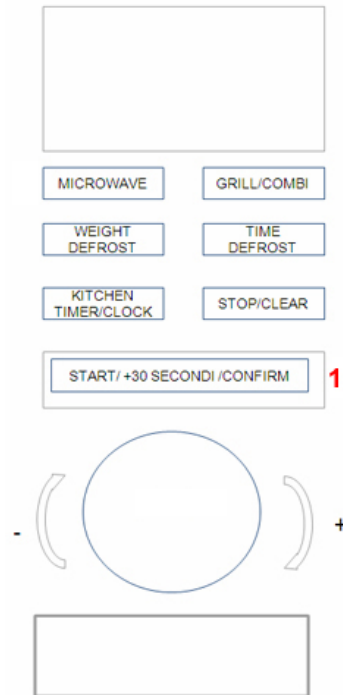 MICROWAVE
GRILL/COMBI
WEIGHT
DEFROST
TIME
DEFROST
KITCHEN
TIMER/CLOCK
STOP/CLEAR
START/ +30 SECONDI /CONFIRM
1
-
+